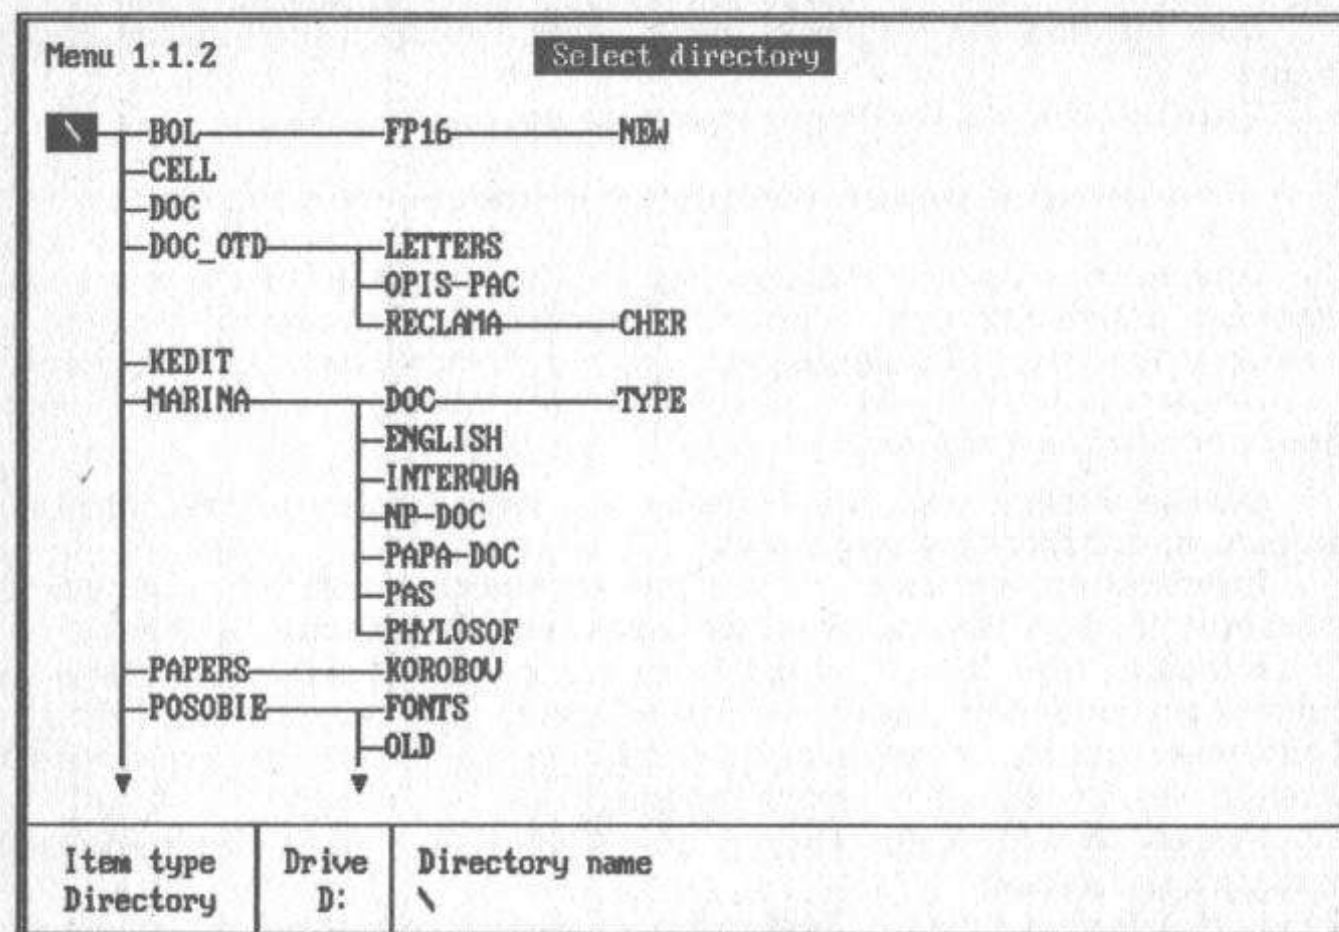 Menu 1.1.2 Select directory
\ BOL FP16 NEW
CELL
DOC
DOC_OTD LETTERS
OPIS-PAC
RECLAMA CHER
KEDIT
MARINA DOC TYPE
ENGLISH
INTERQUA
NP-DOC
PAPA-DOC
PAS
PHYLOSOF
PAPERS KOROBOV
POSOBIE FONTS
OLD
Item type Drive Directory name
Directory D: \